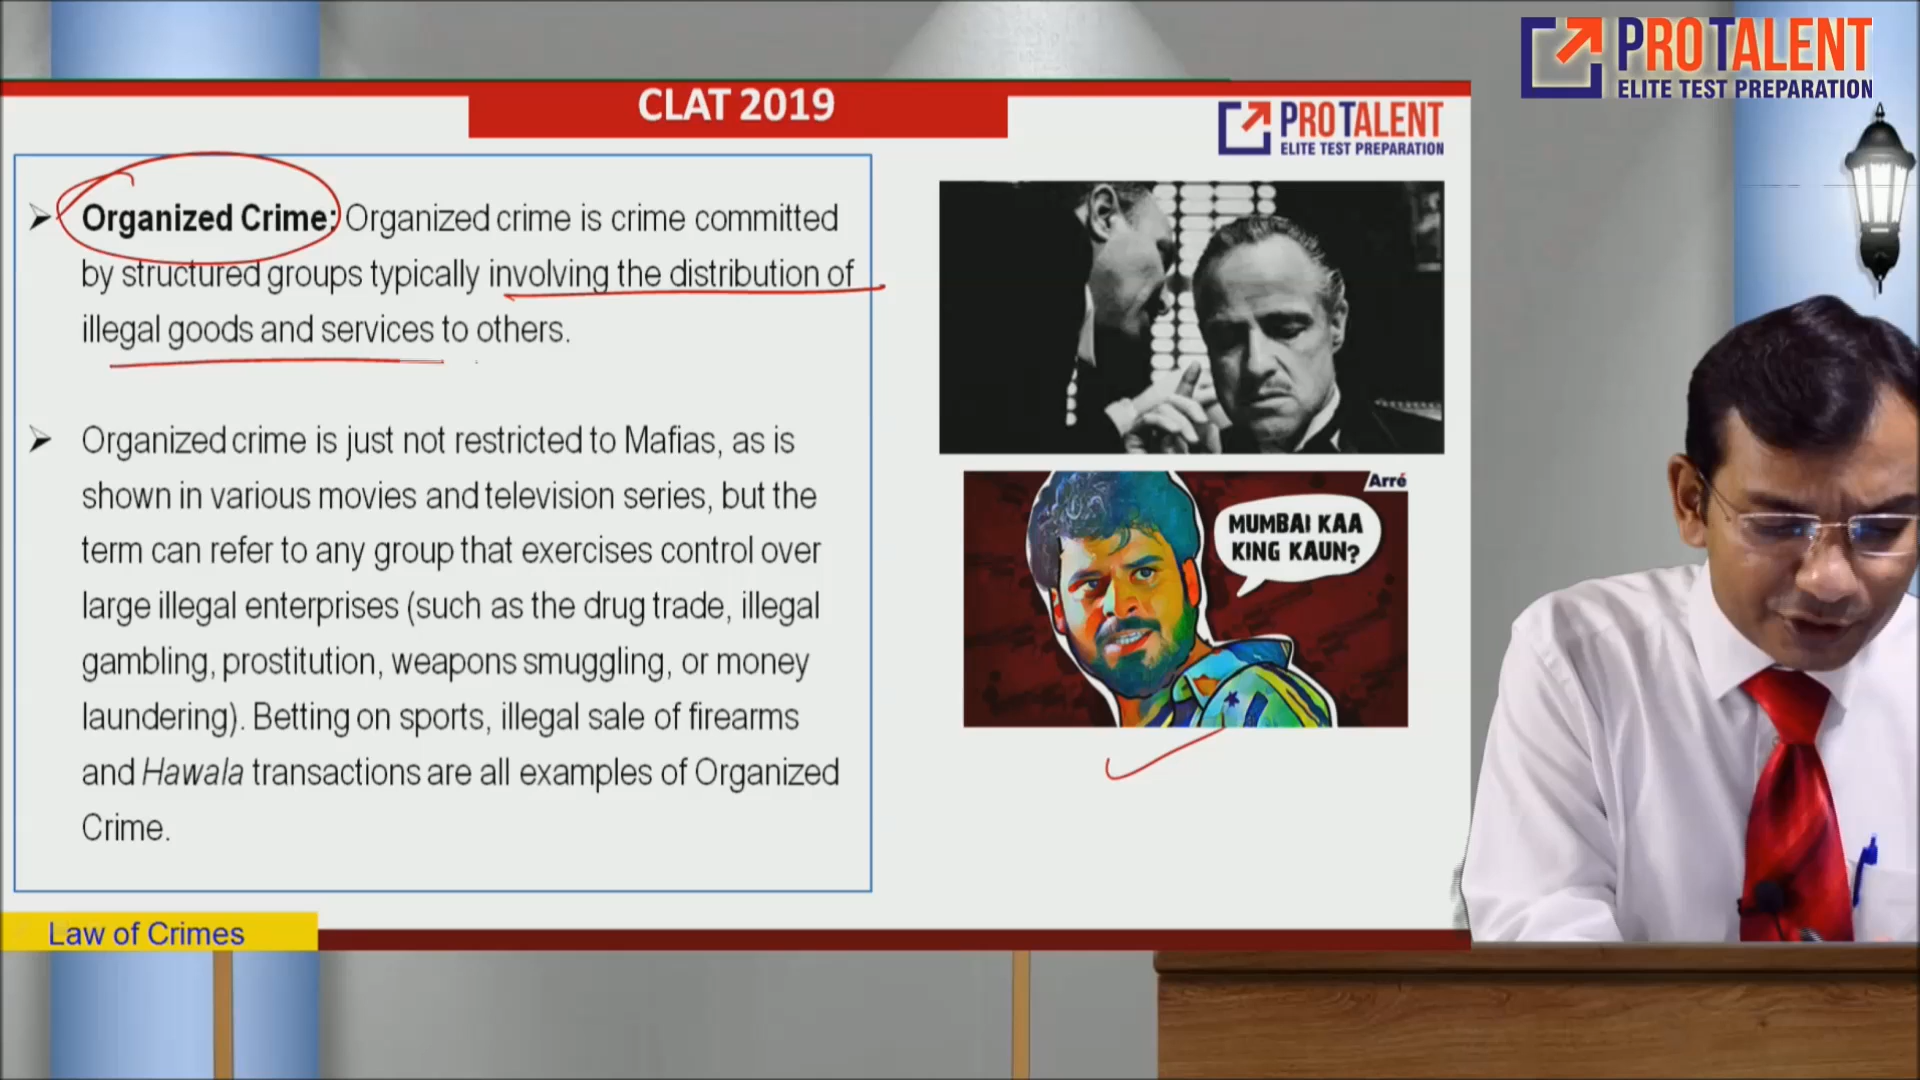 PROTALENT
ELITE TEST PREPARATION
CLAT 2019
PROTALENT
ELITE TEST PREPARATION
➢ Organized Crime: Organized crime is crime committed
by structured groups typically involving the distribution of
illegal goods and services to others.
➢ Organized crime is just not restricted to Mafias, as is
shown in various movies and television series, but the
term can refer to any group that exercises control over
large illegal enterprises (such as the drug trade, illegal
gambling, prostitution, weapons smuggling, or money
laundering). Betting on sports, illegal sale of firearms
and Hawala transactions are all examples of Organized
Crime.
Arré
MUMBAI KAA
KING KAUN?
Law of Crimes